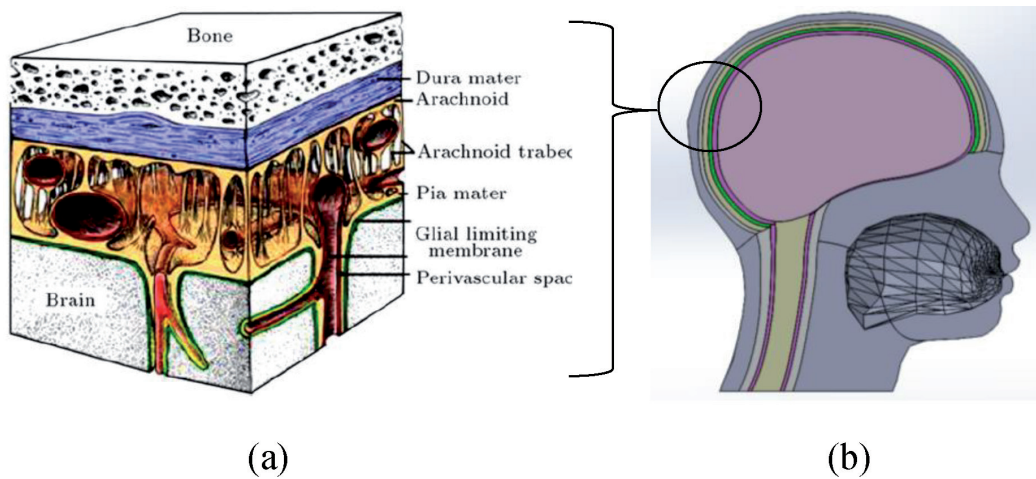 Bone
Dura mater
Arachnoid
Arachnoid trabec
Pia mater
Glial limiting
membrane
Perivascular spac
Brain
(a)
(b)